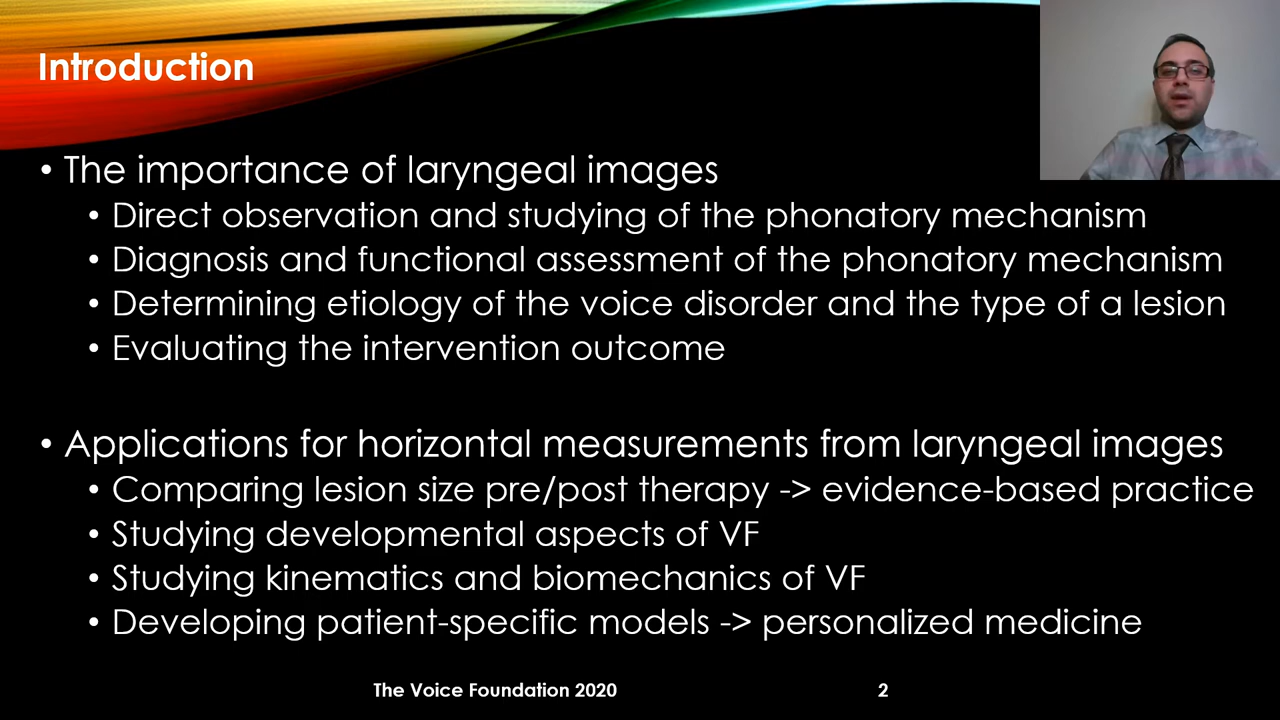 Introduction
• The importance of laryngeal images
• Direct observation and studying of the phonatory mechanism
• Diagnosis and functional assessment of the phonatory mechanism
• Determining etiology of the voice disorder and the type of a lesion
• Evaluating the intervention outcome
• Applications for horizontal measurements from laryngeal images
• Comparing lesion size pre/post therapy -> evidence-based practice
• Studying developmental aspects of VF
• Studying kinematics and biomechanics of VF
• Developing patient-specific models -> personalized medicine
The Voice Foundation 2020
2